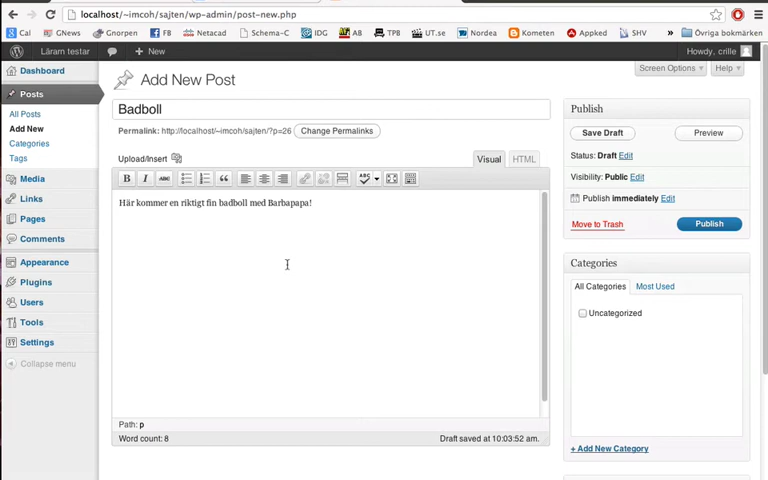 localhost/~imcoh/sajten/wp-admin/post-new.php
Cal GNews Gnorpen FB Netacad Schema-C IDG AB TPB UT.se Nordea Kometen Appked SHV » Övriga bokmärken
Läraren testar + New Howdy, crille
Dashboard
Posts
All Posts
Add New
Categories
Tags
Media
Links
Pages
Comments
Appearance
Plugins
Users
Tools
Settings
Collapse menu
Screen Options Help
Add New Post
Badboll
Permalink: http://localhost/~imcoh/sajten/?p=26 Change Permalinks
Upload/Insert Visual HTML
B I ABC ABC
Här kommer en riktigt fin badboll med Barbapapa!
Path: p
Word count: 8 Draft saved at 10:03:52 am.
Publish
Save Draft Preview
Status: Draft Edit
Visibility: Public Edit
Publish immediately Edit
Move to Trash Publish
Categories
All Categories Most Used
Uncategorized
+ Add New Category